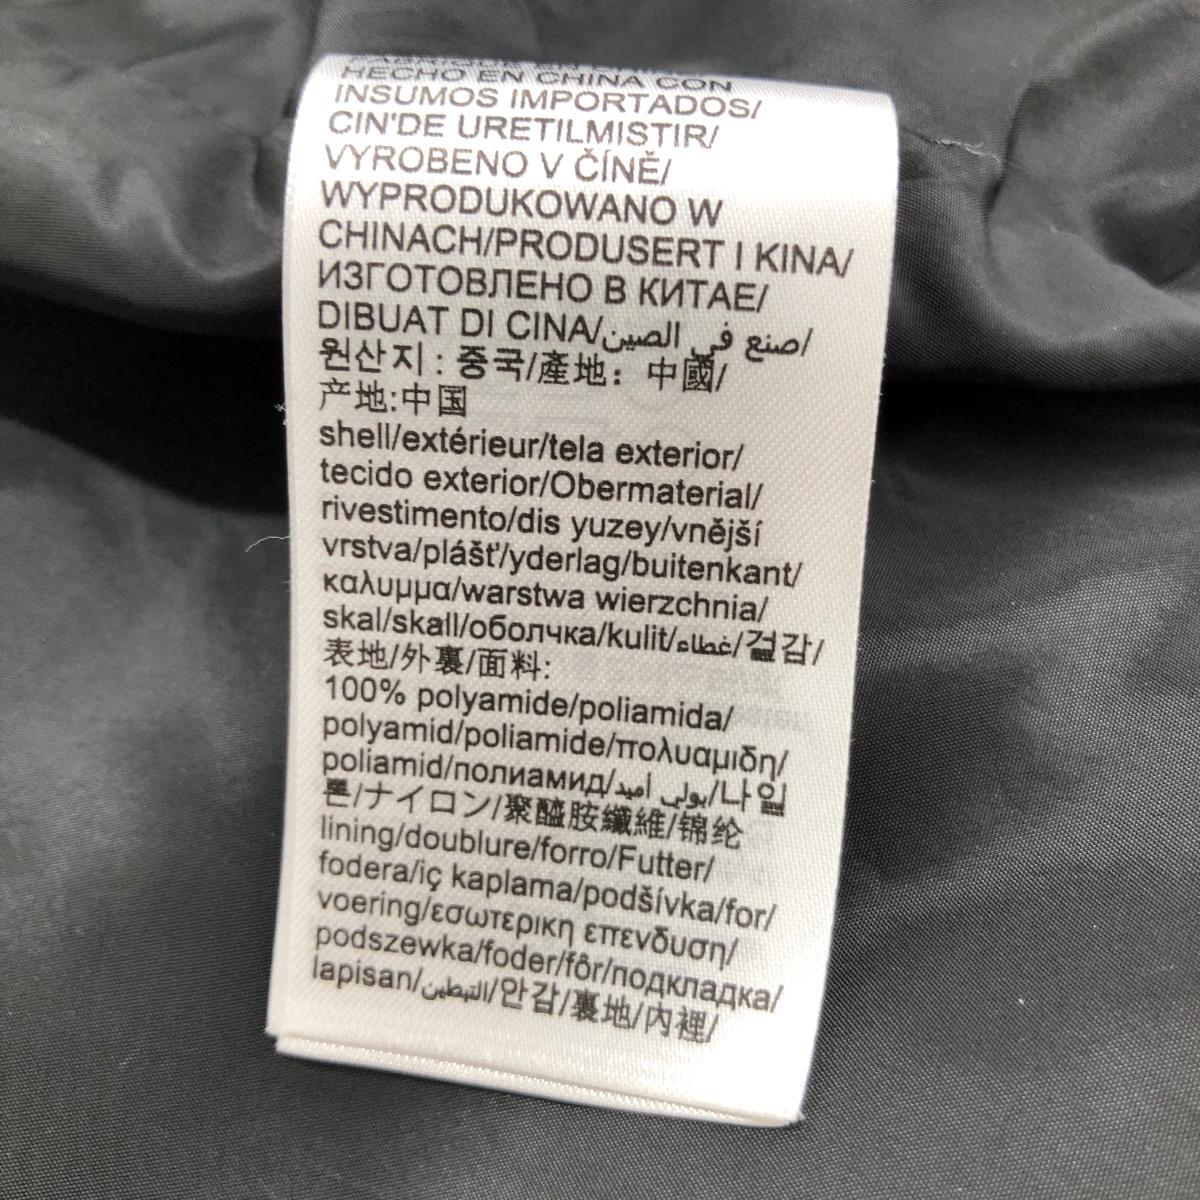 HECHO EN CHINA CON
INSUMOS IMPORTADOS/
CIN'DE URETILMISTIR/
VYROBENO V ČÍNĚ/
WYPRODUKOWANO W
CHINACH/PRODUSERT I KINA/
ИЗГОТОВЛЕНО В КИТАЕ/
DIBUAT DI CINA/صنع في الصين/
원산지 : 중국/產地：中國/
产地:中国
shell/extérieur/tela exterior/
tecido exterior/Obermaterial/
rivestimento/dis yuzey/vnější
vrstva/plášť/yderlag/buitenkant/
καλυμμα/warstwa wierzchnia/
skal/skall/оболчка/kulit/غطاء/겉감/
表地/外裏/面料:
100% polyamide/poliamida/
polyamid/poliamide/πολυαμιδη/
poliamid/полиамид/بولي أميد/나일
론/ナイロン/聚醯胺纖維/锦纶
lining/doublure/forro/Futter/
fodera/iç kaplama/podšívka/for/
voering/εσωτερικη επενδυση/
podszewka/foder/fôr/подкладка/
lapisan/التبطين/안감/裏地/內裡/